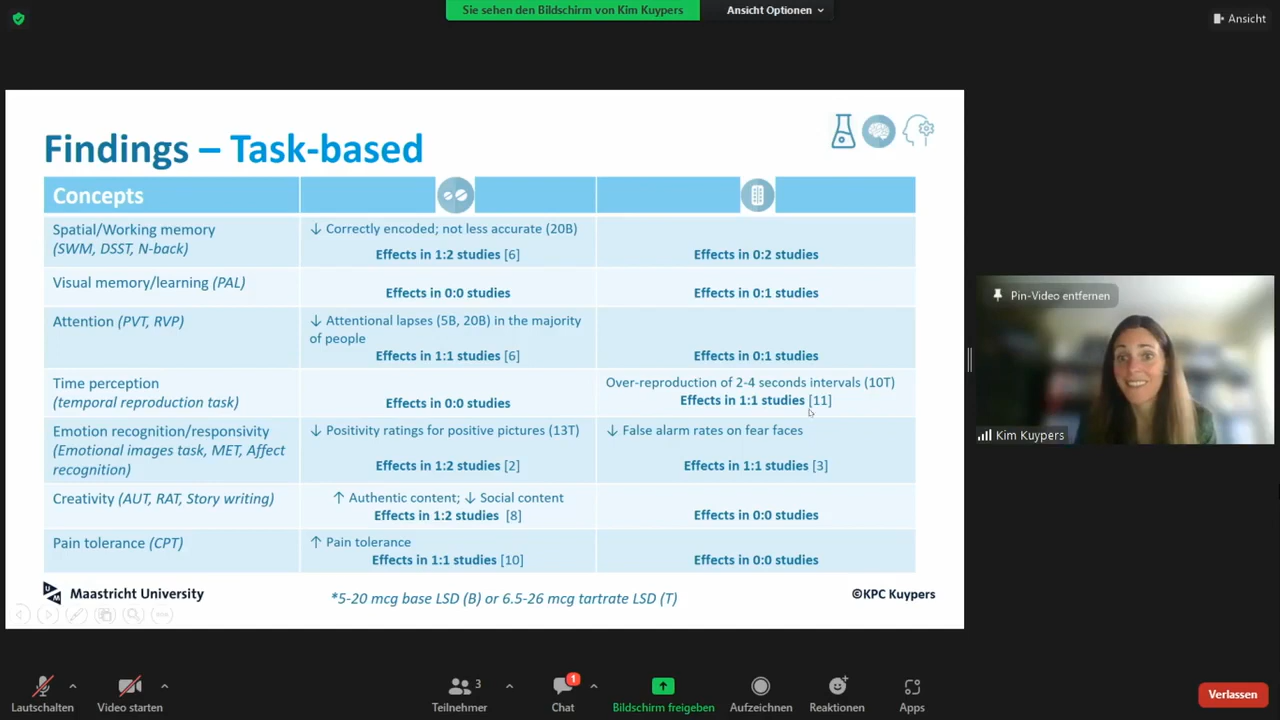 Sie sehen den Bildschirm von Kim Kuypers
Ansicht Optionen
Ansicht
Findings – Task-based
Concepts
Spatial/Working memory
(SWM, DSST, N-back)
↓ Correctly encoded; not less accurate (20B)
Effects in 1:2 studies [6]
Effects in 0:2 studies
Visual memory/learning (PAL)
Effects in 0:0 studies
Effects in 0:1 studies
Attention (PVT, RVP)
↓ Attentional lapses (5B, 20B) in the majority
of people
Effects in 1:1 studies [6]
Effects in 0:1 studies
Time perception
(temporal reproduction task)
Effects in 0:0 studies
Over-reproduction of 2-4 seconds intervals (10T)
Effects in 1:1 studies [11]
Emotion recognition/responsivity
(Emotional images task, MET, Affect
recognition)
↓ Positivity ratings for positive pictures (13T)
Effects in 1:2 studies [2]
↓ False alarm rates on fear faces
Effects in 1:1 studies [3]
Creativity (AUT, RAT, Story writing)
↑ Authentic content; ↓ Social content
Effects in 1:2 studies [8]
Effects in 0:0 studies
Pain tolerance (CPT)
↑ Pain tolerance
Effects in 1:1 studies [10]
Effects in 0:0 studies
Maastricht University
*5-20 mcg base LSD (B) or 6.5-26 mcg tartrate LSD (T)
©KPC Kuypers
Pin-Video entfernen
Kim Kuypers
Lautschalten
Video starten
3
Teilnehmer
1
Chat
Bildschirm freigeben
Aufzeichnen
Reaktionen
Apps
Verlassen